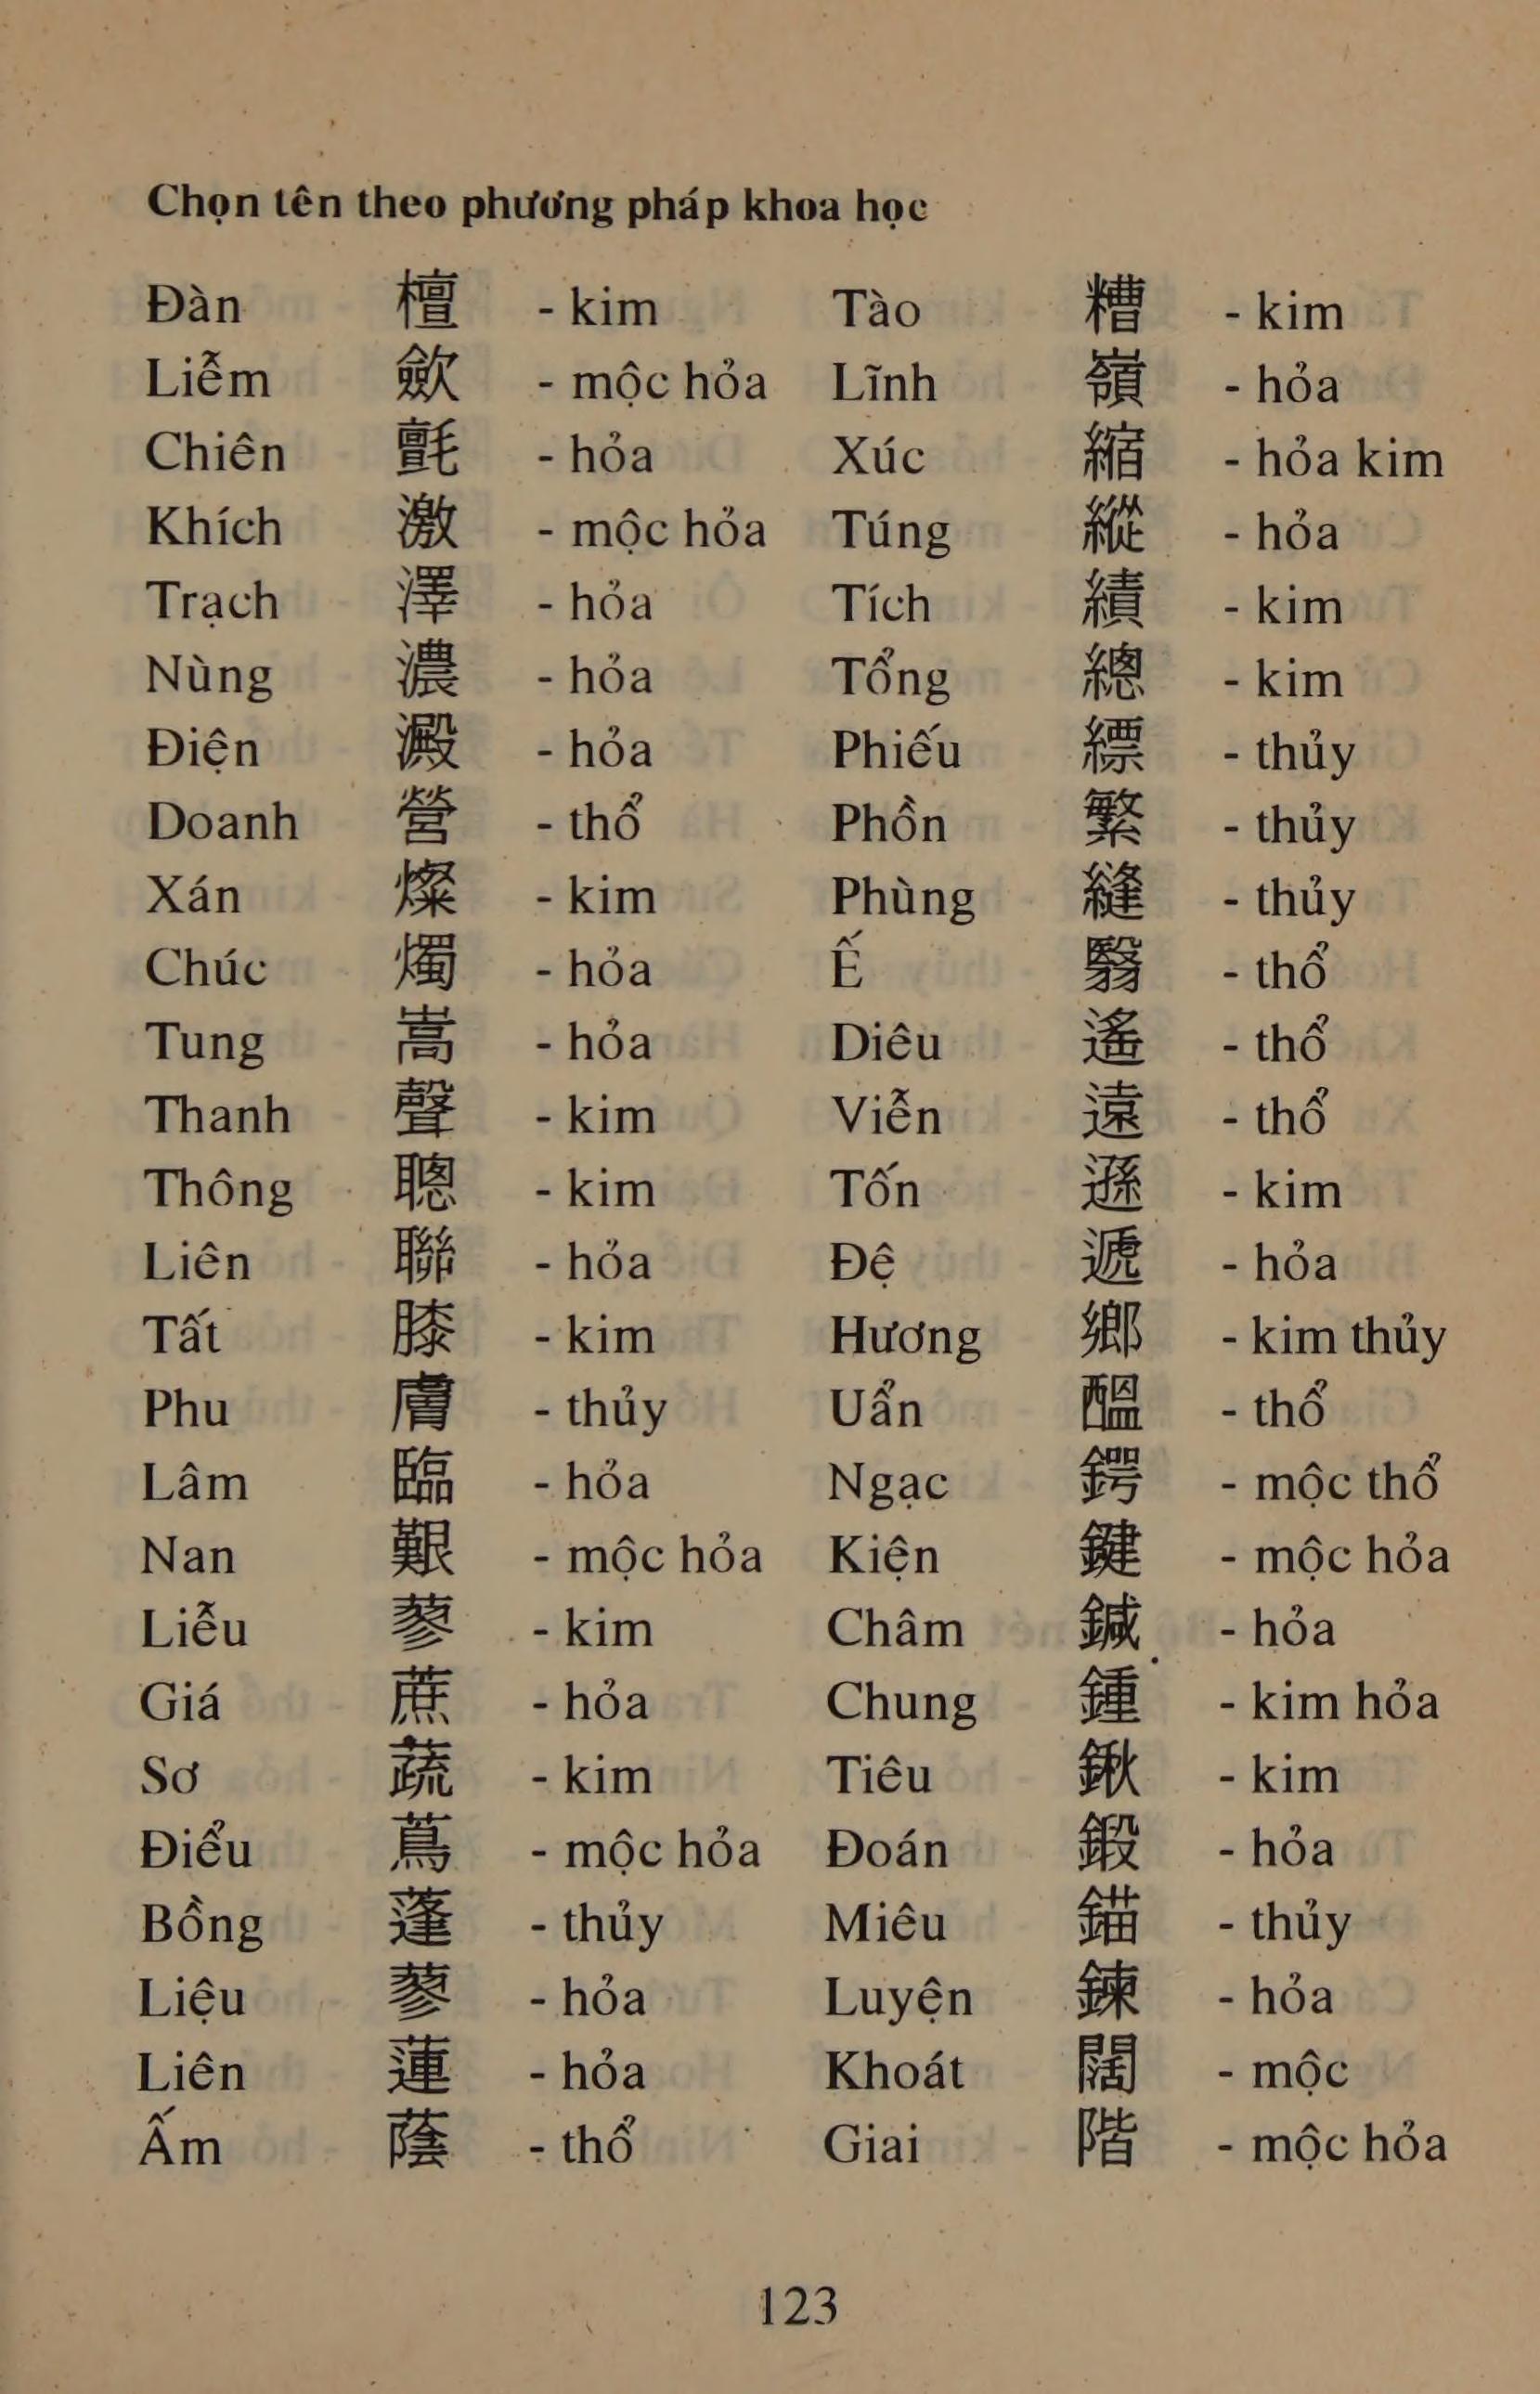 Chọn tên theo phương pháp khoa học
Đàn 檀 - kim Tào 糟 - kim
Liễm 歛 - mộc hỏa Lĩnh 嶺 - hỏa
Chiên 氈 - hỏa Xúc 縮 - hỏa kim
Khích 激 - mộc hỏa Túng 縱 - hỏa
Trạch 澤 - hỏa Tích 績 - kim
Nùng 濃 - hỏa Tổng 總 - kim
Điện 澱 - hỏa Phiếu 縹 - thủy
Doanh 營 - thổ Phồn 繁 - thủy
Xán 燦 - kim Phùng 縫 - thủy
Chúc 燭 - hỏa Ế 翳 - thổ
Tung 嵩 - hỏa Diêu 遙 - thổ
Thanh 聲 - kim Viễn 遠 - thổ
Thông 聰 - kim Tốn 遜 - kim
Liên 聯 - hỏa Đệ 遞 - hỏa
Tất 膝 - kim Hương 鄉 - kim thủy
Phu 膚 - thủy Uẩn 醞 - thổ
Lâm 臨 - hỏa Ngạc 鍔 - mộc thổ
Nan 艱 - mộc hỏa Kiện 鍵 - mộc hỏa
Liễu 蓼 - kim Châm 鍼 - hỏa
Giá 蔗 - hỏa Chung 鍾 - kim hỏa
Sơ 蔬 - kim Tiêu 鍬 - kim
Điểu 蔦 - mộc hỏa Đoán 鍛 - hỏa
Bồng 蓬 - thủy Miêu 錨 - thủy
Liệu 蓼 - hỏa Luyện 鍊 - hỏa
Liên 蓮 - hỏa Khoát 闊 - mộc
Ấm 蔭 - thổ Giai 階 - mộc hỏa
123